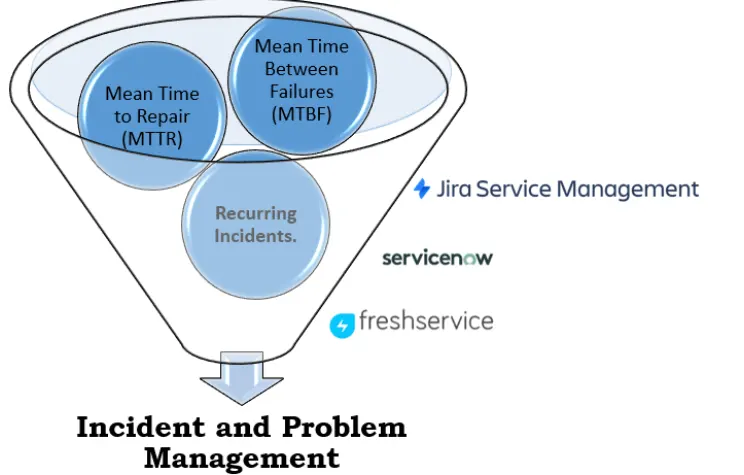 Mean Time
Between
Failures
(MTBF)
Mean Time
to Repair
(MTTR)
Recurring
Incidents.
Jira Service Management
servicenow
freshservice
Incident and Problem
Management